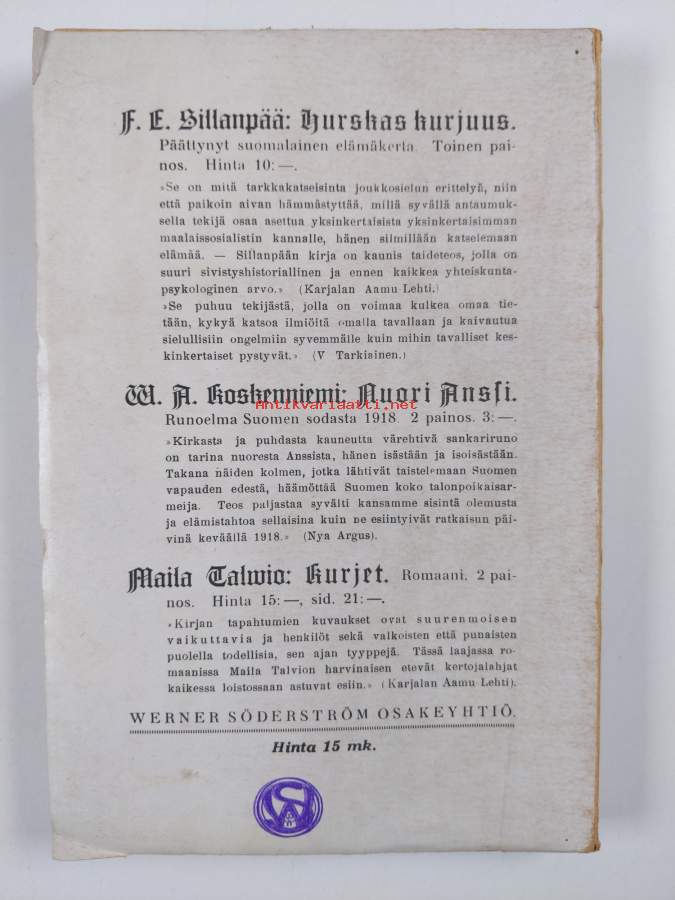 F. E. Sillanpää: Hurskas kurjuus.
Päättynyt suomalainen elämäkerta. Toinen pai-
nos. Hinta 10: —.
»Se on mitä tarkkakatseisinta joukkosielun erittelyä, niin
että paikoin aivan hämmästyttää, millä syvällä antaumuk-
sella tekijä osaa asettua yksinkertaisista yksinkertaisimman
maalaissosialistin kannalle, hänen silmillään katselemaan
elämää. — Sillanpään kirja on kaunis taideteos, jolla on
suuri sivistyshistoriallinen ja ennen kaikkea yhteiskunta-
psykologinen arvo.» (Karjalan Aamu-Lehti.)
»Se puhuu tekijästä, jolla on voimaa kulkea omaa tie-
tään, kykyä katsoa ilmiöitä omalla tavallaan ja kaivautua
sielullisiin ongelmiin syvemmälle kuin mihin tavalliset kes-
kinkertaiset pystyvät.» (V Tarkiainen.)
W. A. Koskenniemi: Nuori Anssi.
Antikvariaatti.net
Runoelma Suomen sodasta 1918. 2 painos. 3: —.
»Kirkasta ja puhdasta kauneutta värehtivä sankariruno
on tarina nuoresta Anssista, hänen isästään ja isoisästään.
Takana näiden kolmen, jotka lähtivät taistelemaan Suomen
vapauden edestä, häämöttää Suomen koko talonpoikaisar-
meija. Teos paljastaa syvälti kansamme sisintä olemusta
ja elämistahtoa sellaisina kuin ne esiintyivät ratkaisun päi-
vinä keväällä 1918.» (Nya Argus).
Maila Talwio: Kurjet. Romaani. 2 pai-
nos. Hinta 15: —, sid. 21: —.
»Kirjan tapahtumien kuvaukset ovat suurenmoisen
vaikuttavia ja henkilöt sekä valkoisten että punaisten
puolella todellisia, sen ajan tyyppejä. Tässä laajassa ro-
maanissa Maila Talvion harvinaisen etevät kertojalahjat
kaikessa loistossaan astuvat esiin.» (Karjalan Aamu-Lehti).
WERNER SÖDERSTRÖM OSAKEYHTIÖ.
Hinta 15 mk.